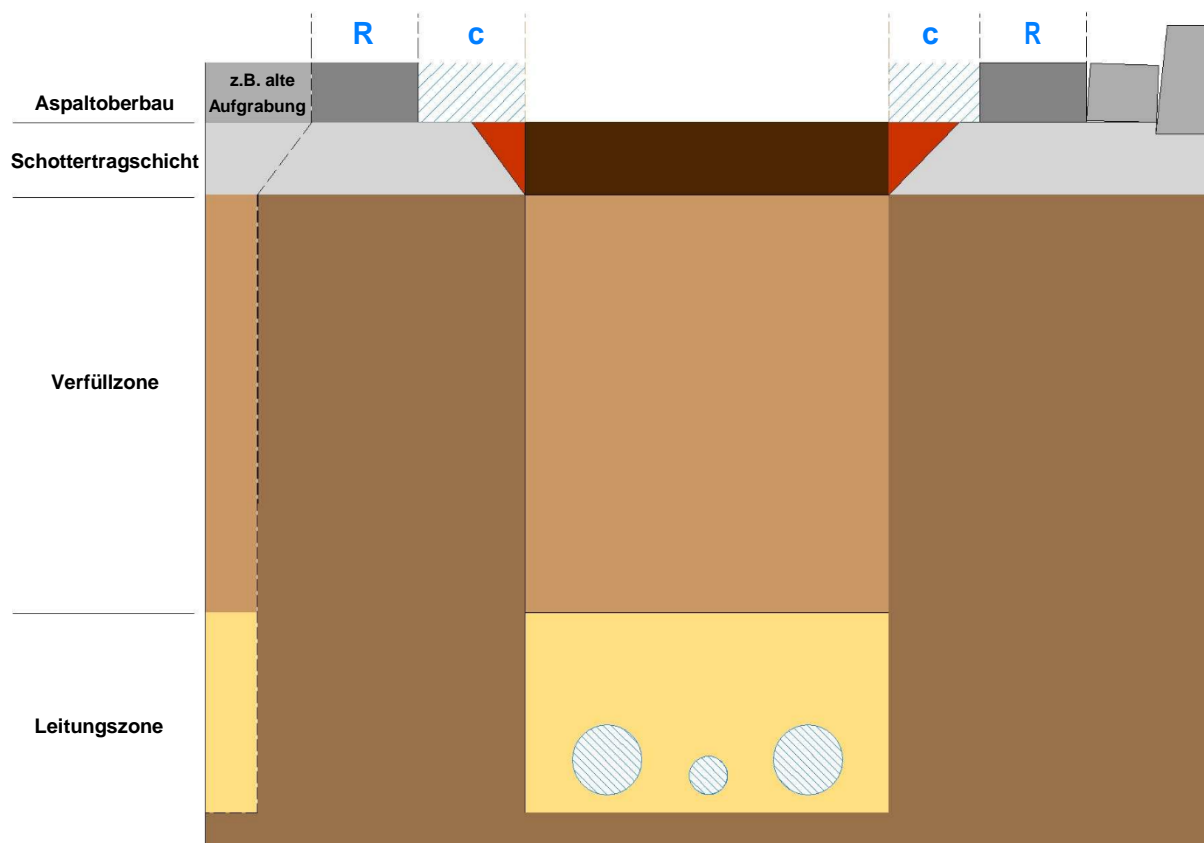 R c c R
z.B. alte
Aufgrabung
Aspaltoberbau
Schottertragschicht
Verfüllzone
Leitungszone